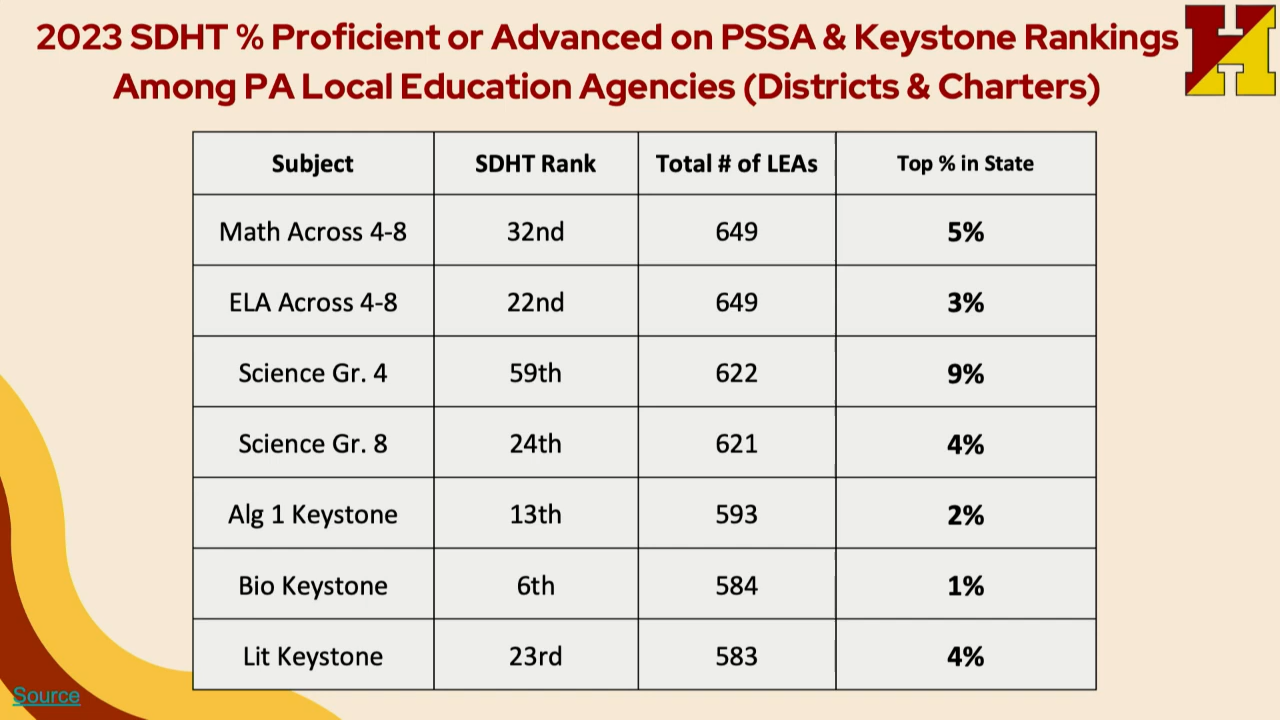 2023 SDHT % Proficient or Advanced on PSSA & Keystone Rankings
Among PA Local Education Agencies (Districts & Charters)
H
Subject SDHT Rank Total # of LEAs Top % in State
Math Across 4-8 32nd 649 5%
ELA Across 4-8 22nd 649 3%
Science Gr. 4 59th 622 9%
Science Gr. 8 24th 621 4%
Alg 1 Keystone 13th 593 2%
Bio Keystone 6th 584 1%
Lit Keystone 23rd 583 4%
Source